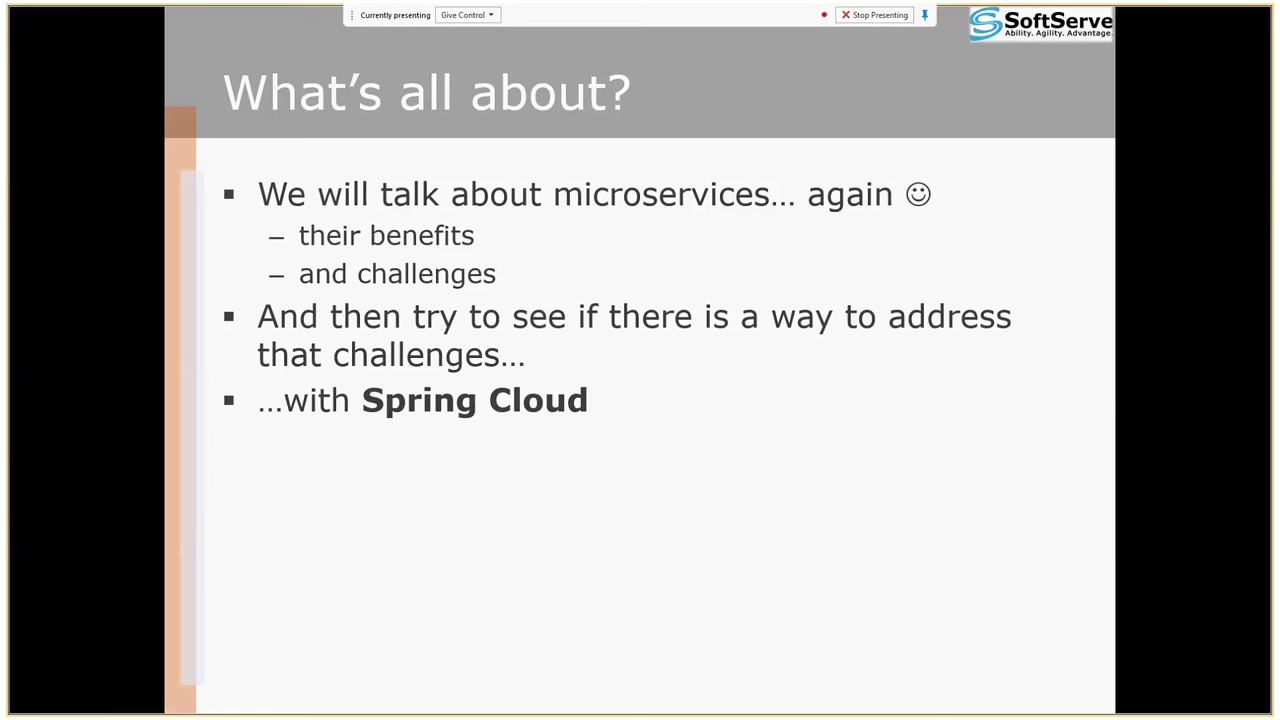 Currently presenting Give Control Stop Presenting
SoftServe
Ability. Agility. Advantage.
What's all about?
▪ We will talk about microservices… again ☺
– their benefits
– and challenges
▪ And then try to see if there is a way to address
that challenges…
▪ …with Spring Cloud